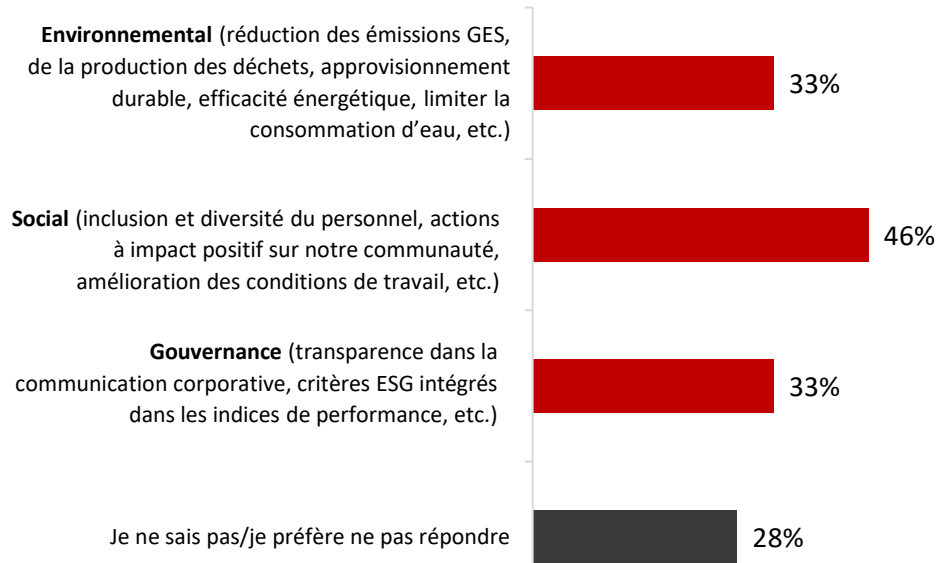 Environnemental (réduction des émissions GES,
de la production des déchets, approvisionnement
durable, efficacité énergétique, limiter la
consommation d’eau, etc.)
33%
Social (inclusion et diversité du personnel, actions
à impact positif sur notre communauté,
amélioration des conditions de travail, etc.)
46%
Gouvernance (transparence dans la
communication corporative, critères ESG intégrés
dans les indices de performance, etc.)
33%
Je ne sais pas/je préfère ne pas répondre
28%